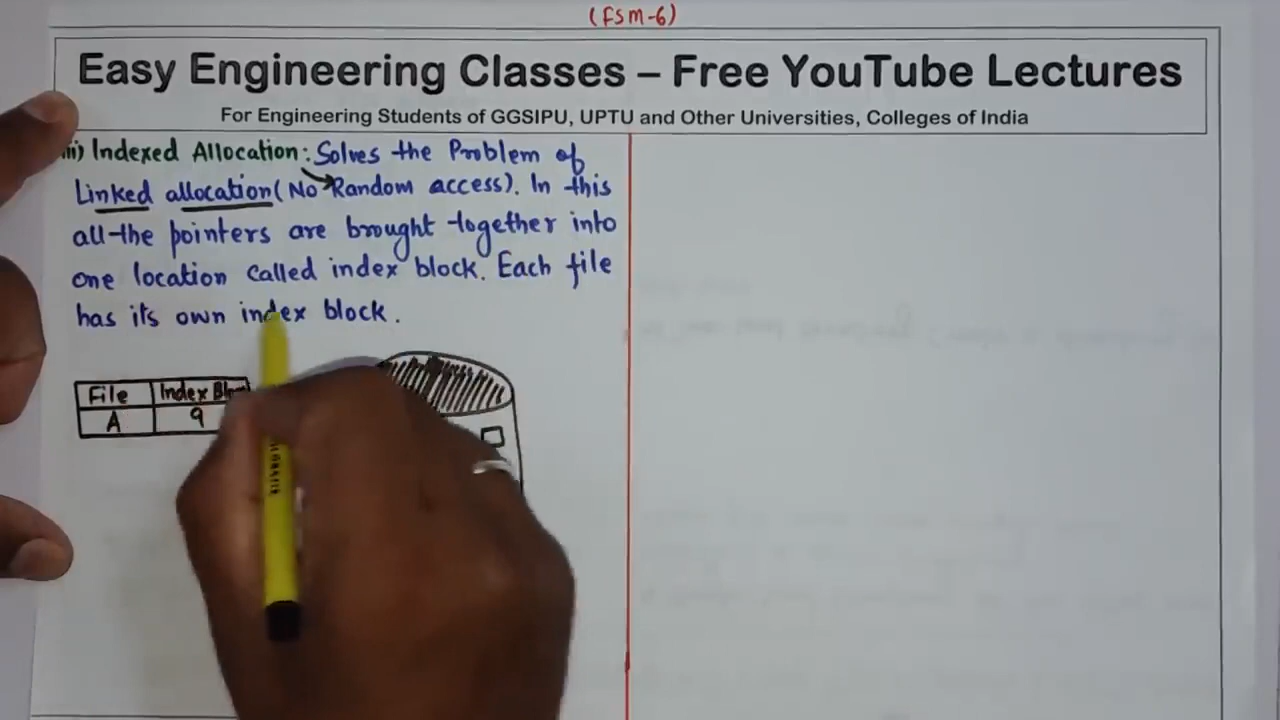 (FSM-6)
Easy Engineering Classes – Free YouTube Lectures
For Engineering Students of GGSIPU, UPTU and Other Universities, Colleges of India
iii) Indexed Allocation: Solves the Problem of
Linked allocation (No Random access). In this
all the pointers are brought together into
one location called index block. Each file
has its own index block.
File Index
A 9